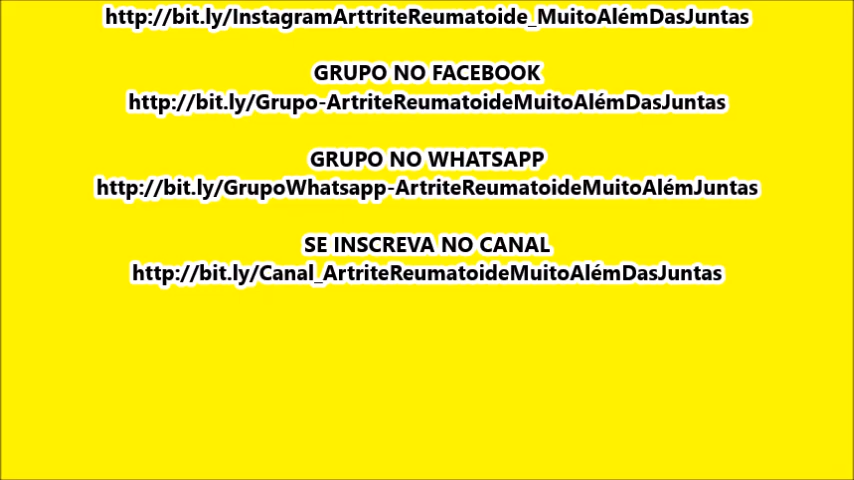 http://bit.ly/InstagramArttriteReumatoide_MuitoAlémDasJuntas
GRUPO NO FACEBOOK
http://bit.ly/Grupo-ArtriteReumatoideMuitoAlémDasJuntas
GRUPO NO WHATSAPP
http://bit.ly/GrupoWhatsapp-ArtriteReumatoideMuitoAlémJuntas
SE INSCREVA NO CANAL
http://bit.ly/Canal_ArtriteReumatoideMuitoAlémDasJuntas